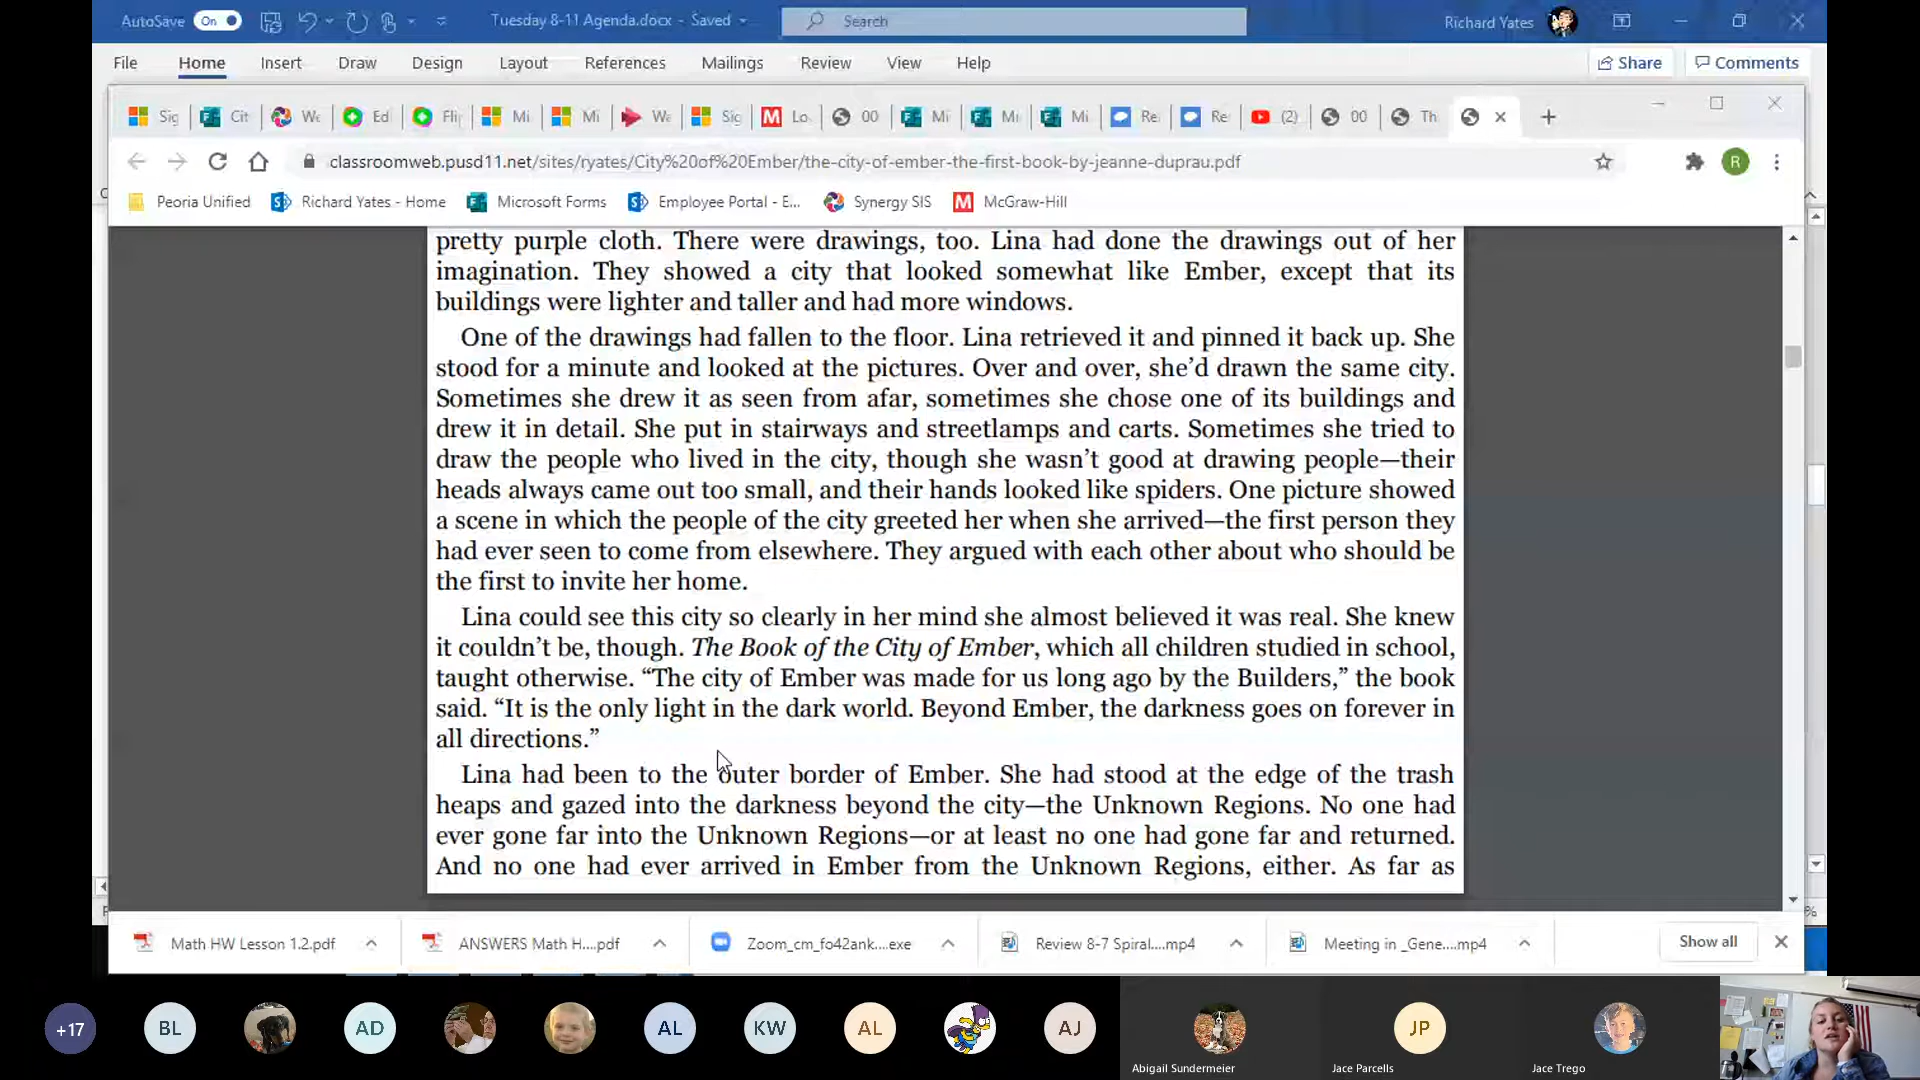 AutoSave On Tuesday 8-11 Agenda.docx - Saved Search Richard Yates
File Home Insert Draw Design Layout References Mailings Review View Help Share Comments
Sig Cit We Ed Flip Mi Mi We Sig Lo 00 Mi Mi Mi Re Re (2) 00 Th
classroomweb.pusd11.net/sites/ryates/City%20of%20Ember/the-city-of-ember-the-first-book-by-jeanne-duprau.pdf R
Peoria Unified Richard Yates - Home Microsoft Forms Employee Portal - E... Synergy SIS McGraw-Hill
pretty purple cloth. There were drawings, too. Lina had done the drawings out of her
imagination. They showed a city that looked somewhat like Ember, except that its
buildings were lighter and taller and had more windows.
One of the drawings had fallen to the floor. Lina retrieved it and pinned it back up. She
stood for a minute and looked at the pictures. Over and over, she’d drawn the same city.
Sometimes she drew it as seen from afar, sometimes she chose one of its buildings and
drew it in detail. She put in stairways and streetlamps and carts. Sometimes she tried to
draw the people who lived in the city, though she wasn’t good at drawing people—their
heads always came out too small, and their hands looked like spiders. One picture showed
a scene in which the people of the city greeted her when she arrived—the first person they
had ever seen to come from elsewhere. They argued with each other about who should be
the first to invite her home.
Lina could see this city so clearly in her mind she almost believed it was real. She knew
it couldn’t be, though. The Book of the City of Ember, which all children studied in school,
taught otherwise. “The city of Ember was made for us long ago by the Builders,” the book
said. “It is the only light in the dark world. Beyond Ember, the darkness goes on forever in
all directions.”
Lina had been to the outer border of Ember. She had stood at the edge of the trash
heaps and gazed into the darkness beyond the city—the Unknown Regions. No one had
ever gone far into the Unknown Regions—or at least no one had gone far and returned.
And no one had ever arrived in Ember from the Unknown Regions, either. As far as
Math HW Lesson 1.2.pdf ANSWERS Math H....pdf Zoom_cm_fo42ank....exe Review 8-7 Spiral....mp4 Meeting in _Gene....mp4 Show all
+17 BL AD AL KW AL AJ JP
Abigail Sundermeier Jace Parcells Jace Trego